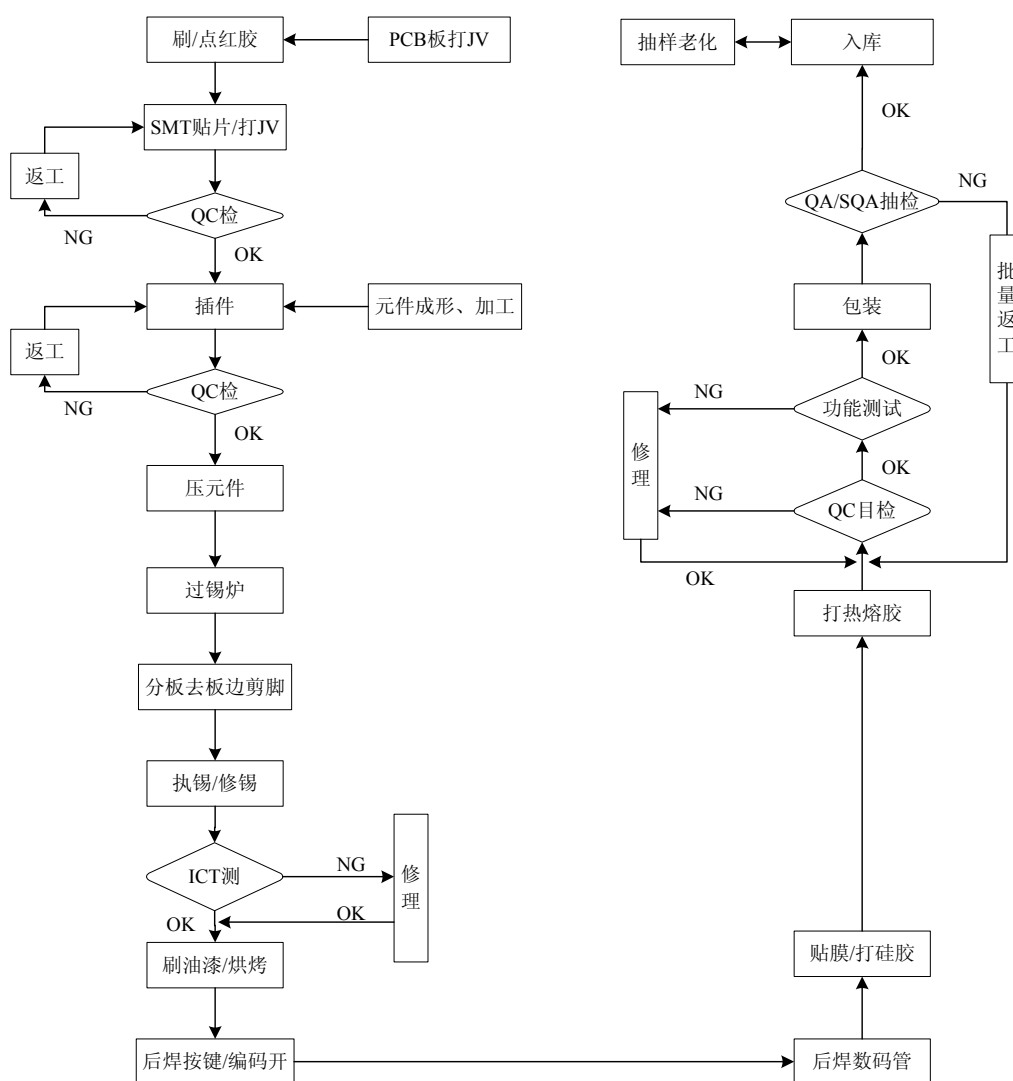 刷/点红胶
PCB板打JV
SMT贴片/打JV
返工
QC检
NG
OK
插件
元件成形、加工
返工
QC检
NG
OK
压元件
过锡炉
分板去板边剪脚
执锡/修锡
ICT测
NG
修理
OK
OK
刷油漆/烘烤
后焊按键/编码开
后焊数码管
贴膜/打硅胶
打热熔胶
OK
QC目检
NG
修理
OK
功能测试
NG
OK
包装
QA/SQA抽检
NG
批量返工
OK
入库
抽样老化